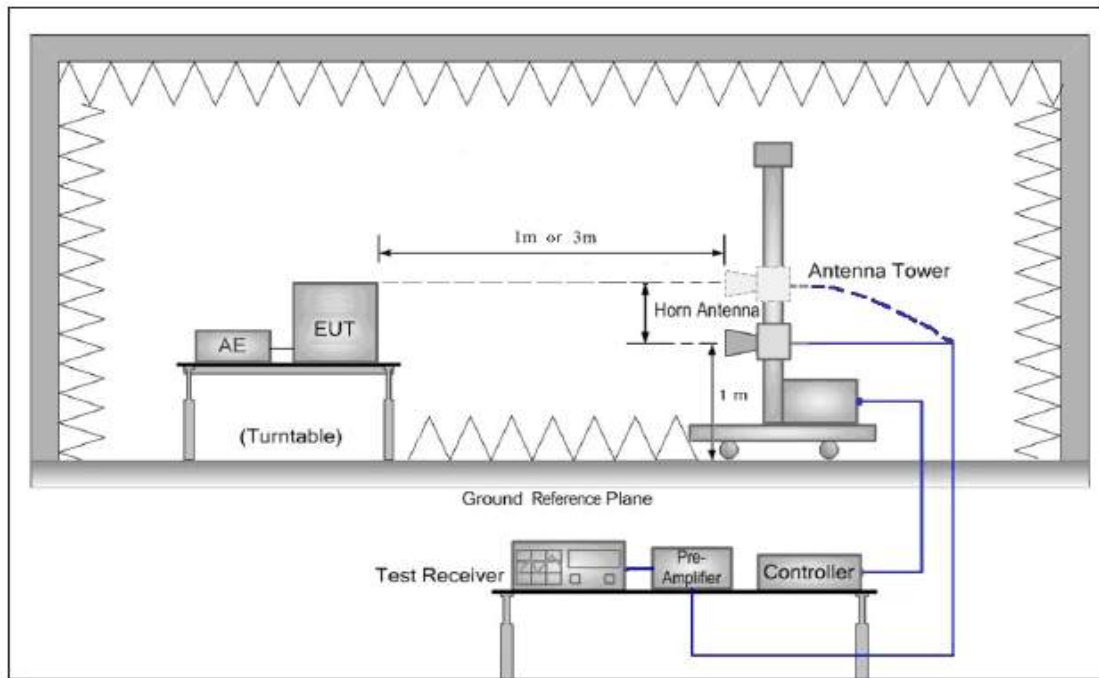 1m or 3m
Antenna Tower
Horn Antenna
EUT
AE
1 m
(Turntable)
Ground Reference Plane
Test Receiver
Pre-
Amplifier
Controller